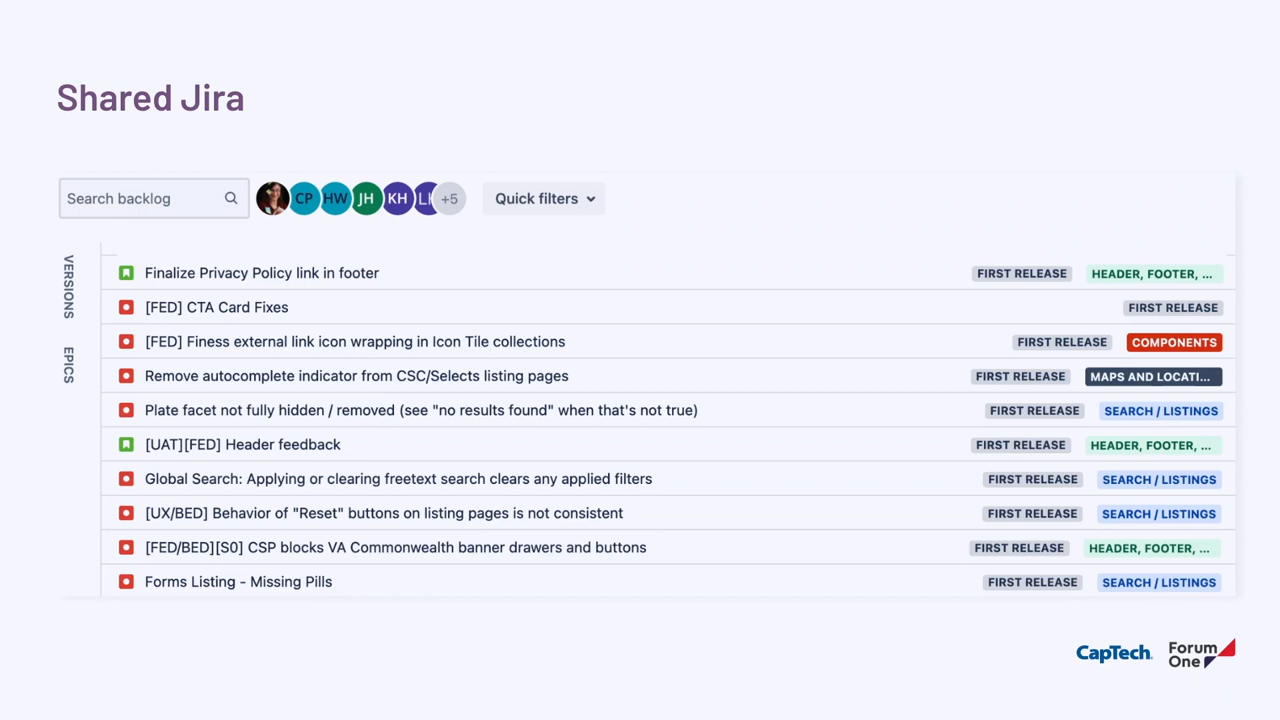 Shared Jira
Search backlog CP HW JH KH +5 Quick filters
VERSIONS
EPICS
Finalize Privacy Policy link in footer FIRST RELEASE HEADER, FOOTER, ...
[FED] CTA Card Fixes FIRST RELEASE
[FED] Finess external link icon wrapping in Icon Tile collections FIRST RELEASE COMPONENTS
Remove autocomplete indicator from CSC/Selects listing pages FIRST RELEASE MAPS AND LOCATI...
Plate facet not fully hidden / removed (see "no results found" when that's not true) FIRST RELEASE SEARCH / LISTINGS
[UAT][FED] Header feedback FIRST RELEASE HEADER, FOOTER, ...
Global Search: Applying or clearing freetext search clears any applied filters FIRST RELEASE SEARCH / LISTINGS
[UX/BED] Behavior of "Reset" buttons on listing pages is not consistent FIRST RELEASE SEARCH / LISTINGS
[FED/BED][S0] CSP blocks VA Commonwealth banner drawers and buttons FIRST RELEASE HEADER, FOOTER, ...
Forms Listing - Missing Pills FIRST RELEASE SEARCH / LISTINGS
CapTech
Forum
One